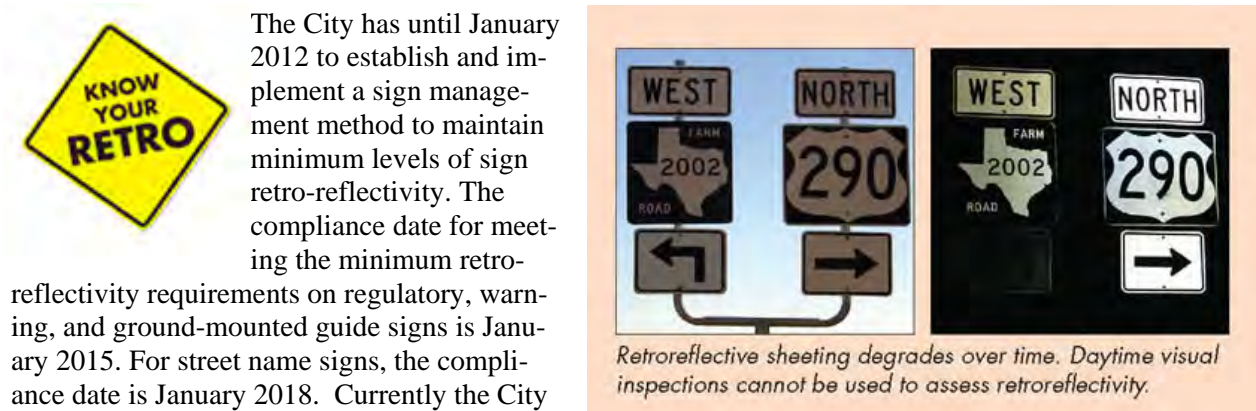 KNOW
YOUR
RETRO
The City has until January
2012 to establish and im-
plement a sign manage-
ment method to maintain
minimum levels of sign
retro-reflectivity. The
compliance date for meet-
ing the minimum retro-
reflectivity requirements on regulatory, warn-
ing, and ground-mounted guide signs is Janu-
ary 2015. For street name signs, the compli-
ance date is January 2018.  Currently the City
WEST
FARM
2002
ROAD
NORTH
290
WEST
FARM
2002
ROAD
NORTH
290
Retroreflective sheeting degrades over time. Daytime visual
inspections cannot be used to assess retroreflectivity.